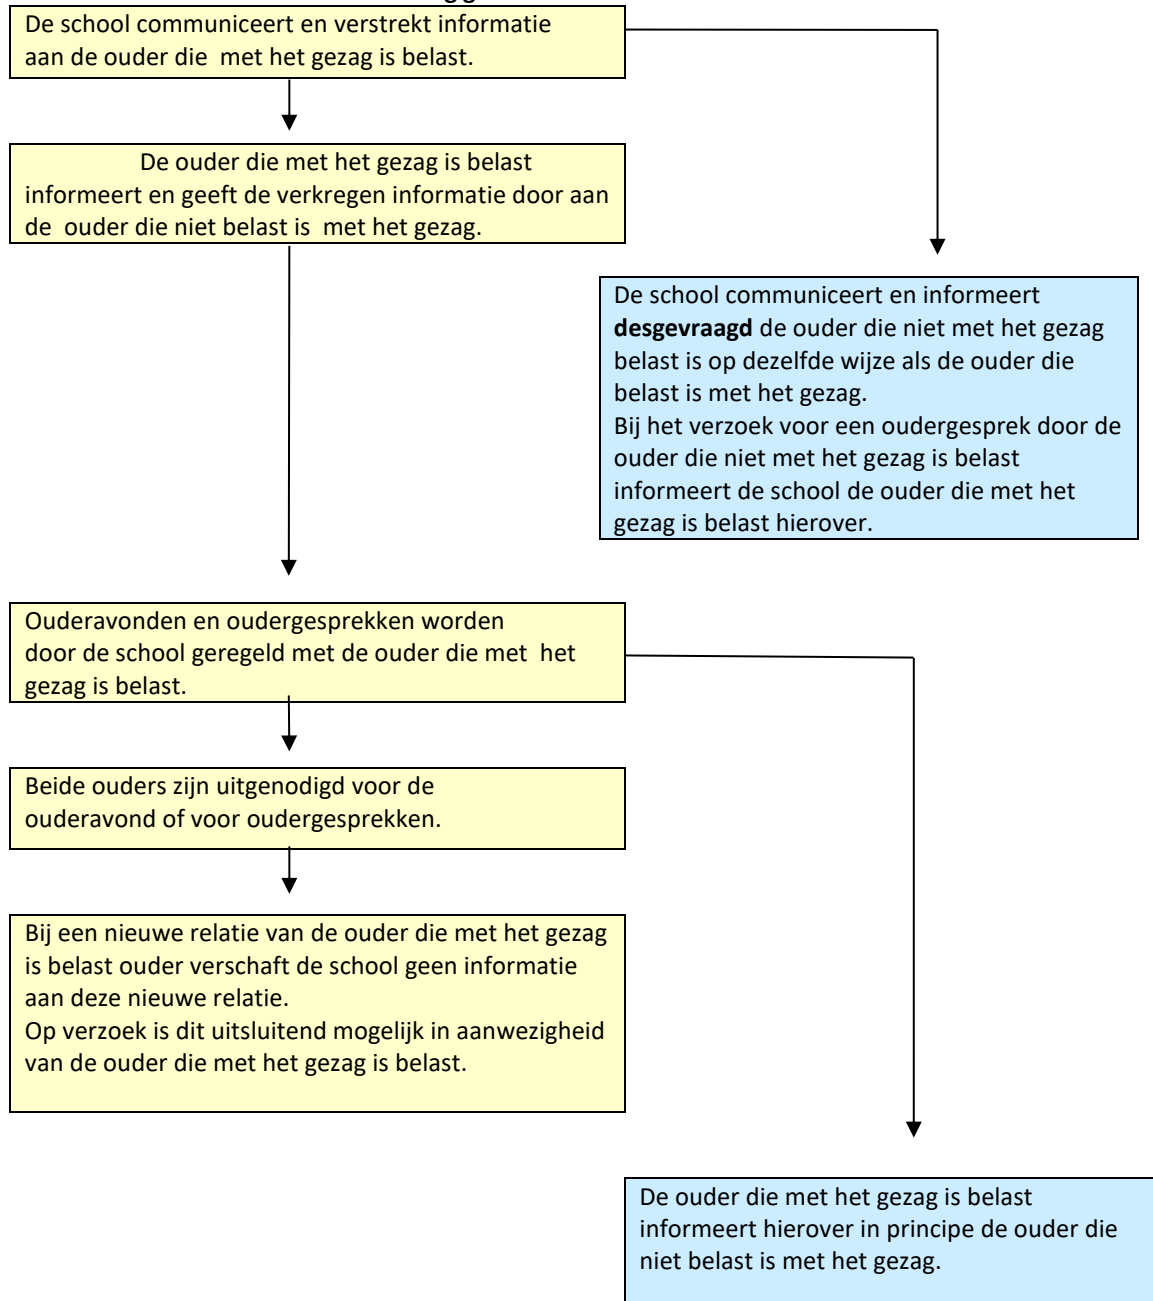 De school communiceert en verstrekt informatie
aan de ouder die met het gezag is belast.
De ouder die met het gezag is belast
informeert en geeft de verkregen informatie door aan
de ouder die niet belast is met het gezag.
De school communiceert en informeert
desgevraagd de ouder die niet met het gezag
belast is op dezelfde wijze als de ouder die
belast is met het gezag.
Bij het verzoek voor een oudergesprek door de
ouder die niet met het gezag is belast
informeert de school de ouder die met het
gezag is belast hierover.
Ouderavonden en oudergesprekken worden
door de school geregeld met de ouder die met het
gezag is belast.
Beide ouders zijn uitgenodigd voor de
ouderavond of voor oudergesprekken.
Bij een nieuwe relatie van de ouder die met het gezag
is belast ouder verschaft de school geen informatie
aan deze nieuwe relatie.
Op verzoek is dit uitsluitend mogelijk in aanwezigheid
van de ouder die met het gezag is belast.
De ouder die met het gezag is belast
informeert hierover in principe de ouder die
niet belast is met het gezag.